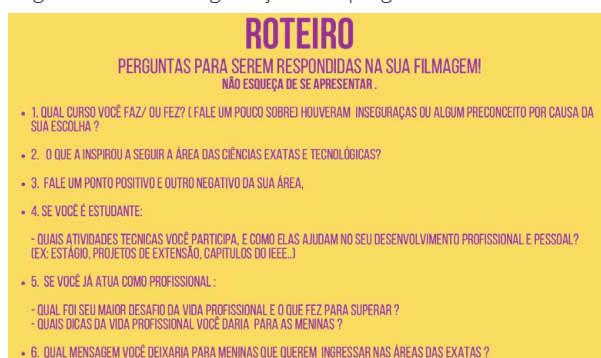 ROTEIRO
PERGUNTAS PARA SEREM RESPONDIDAS NA SUA FILMAGEM!
NÃO ESQUEÇA DE SE APRESENTAR .
• 1. QUAL CURSO VOCÊ FAZ/ OU FEZ? ( FALE UM POUCO SOBRE) HOUVERAM INSEGURAÇAS OU ALGUM PRECONCEITO POR CAUSA DA
SUA ESCOLHA ?
• 2. O QUE A INSPIROU A SEGUIR A ÁREA DAS CIÊNCIAS EXATAS E TECNOLÓGICAS?
• 3. FALE UM PONTO POSITIVO E OUTRO NEGATIVO DA SUA ÁREA,
• 4. SE VOCÊ É ESTUDANTE:
- QUAIS ATIVIDADES TECNICAS VOCÊ PARTICIPA, E COMO ELAS AJUDAM NO SEU DESENVOLVIMENTO PROFISSIONAL E PESSOAL?
(EX: ESTÁGIO, PROJETOS DE EXTENSÃO, CAPITULOS DO IEEE..)
• 5. SE VOCÊ JÁ ATUA COMO PROFISSIONAL :
- QUAL FOI SEU MAIOR DESAFIO DA VIDA PROFISSIONAL E O QUE FEZ PARA SUPERAR ?
- QUAIS DICAS DA VIDA PROFISSIONAL VOCÊ DARIA PARA AS MENINAS ?
• 6. QUAL MENSAGEM VOCÊ DEIXARIA PARA MENINAS QUE QUEREM INGRESSAR NAS ÁREAS DAS EXATAS ?